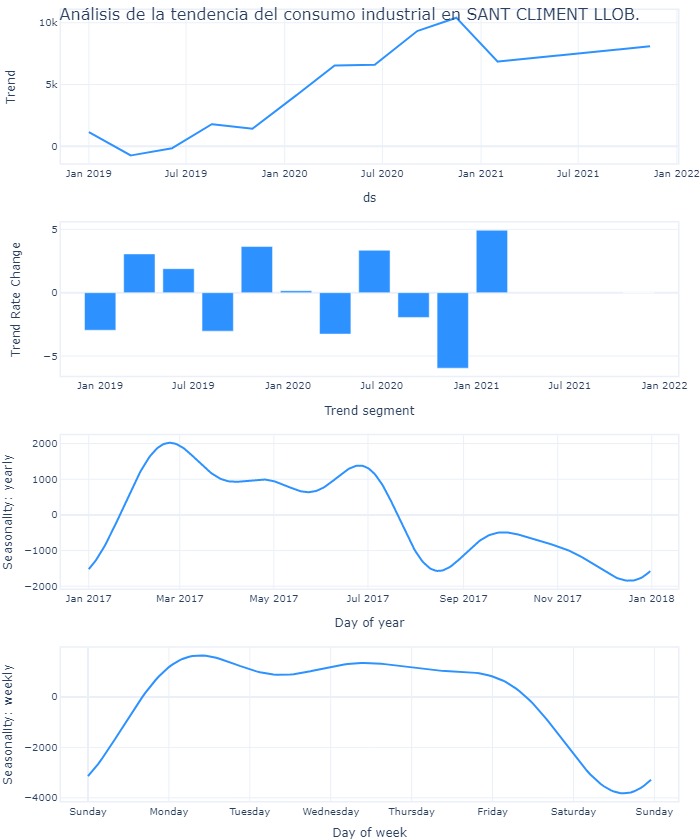 Análisis de la tendencia del consumo industrial en SANT CLIMENT LLOB.
10k
5k
0
Trend
Jan 2019 Jul 2019 Jan 2020 Jul 2020 Jan 2021 Jul 2021 Jan 2022
ds
5
0
−5
Trend Rate Change
Jan 2019 Jul 2019 Jan 2020 Jul 2020 Jan 2021 Jul 2021 Jan 2022
Trend segment
2000
1000
0
−1000
−2000
Seasonality: yearly
Jan 2017 Mar 2017 May 2017 Jul 2017 Sep 2017 Nov 2017 Jan 2018
Day of year
0
−2000
−4000
Seasonality: weekly
Sunday Monday Tuesday Wednesday Thursday Friday Saturday Sunday
Day of week